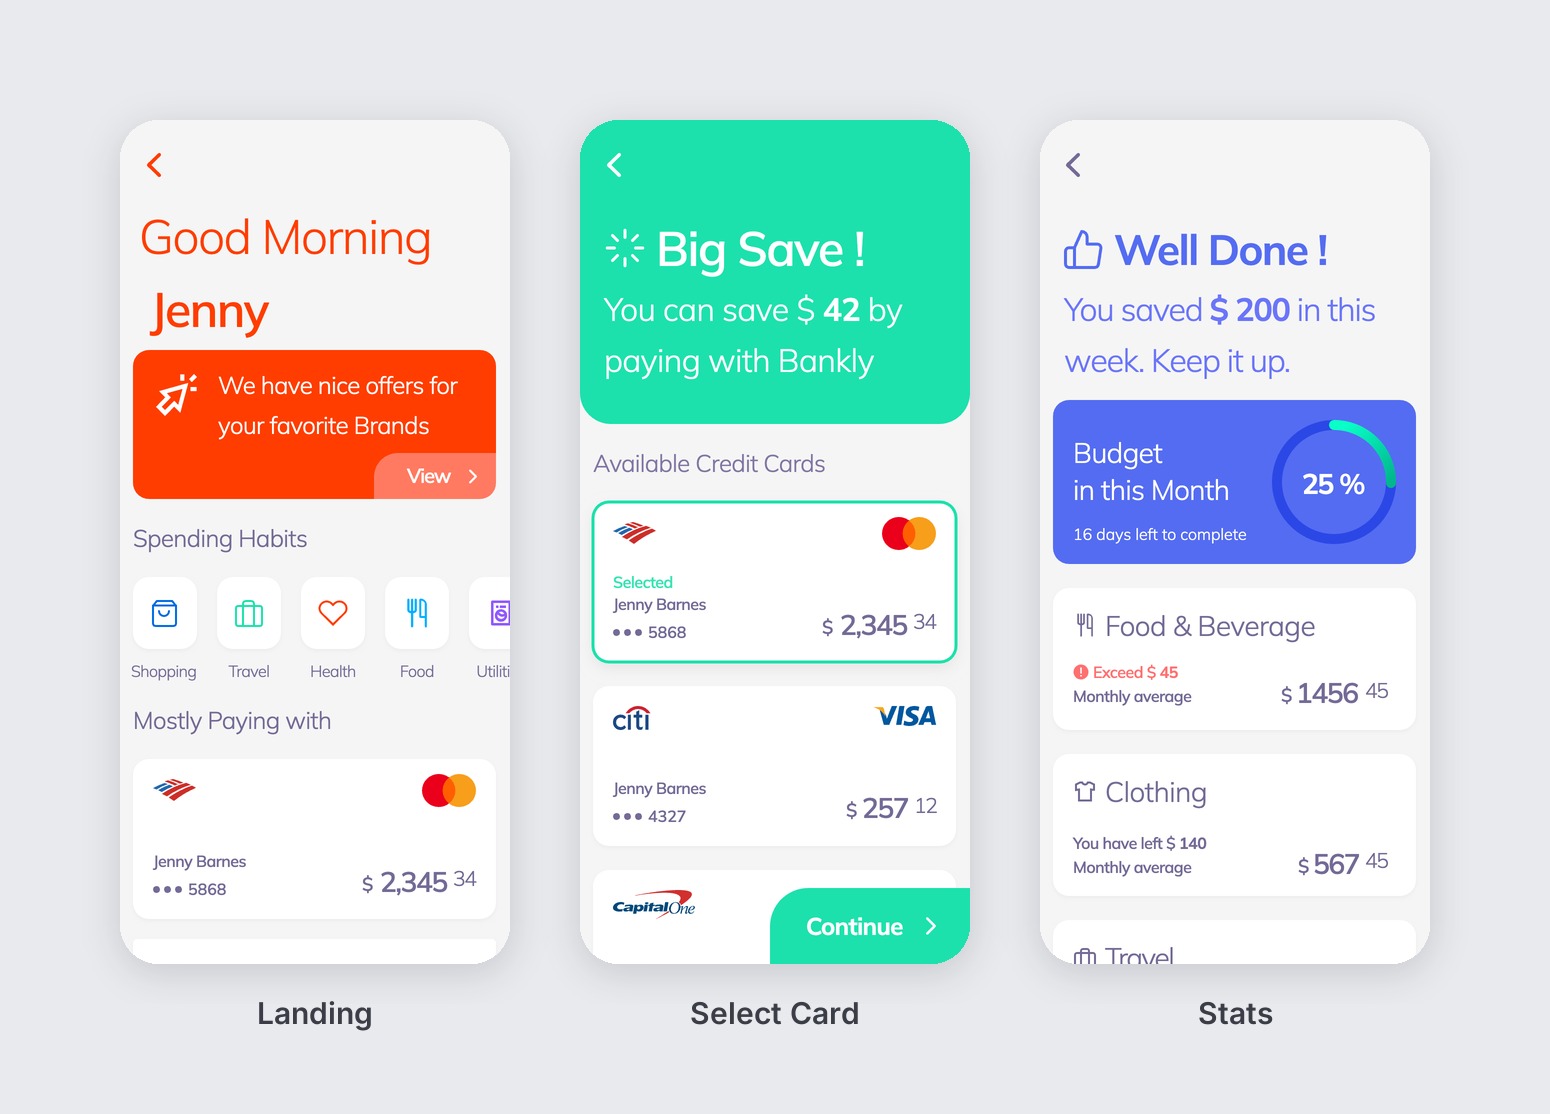 Good Morning
Jenny
We have nice offers for
your favorite Brands
View
Spending Habits
Shopping
Travel
Health
Food
Utiliti
Mostly Paying with
Jenny Barnes
●●● 5868
$ 2,345 34
Landing
Big Save !
You can save $ 42 by
paying with Bankly
Available Credit Cards
Selected
Jenny Barnes
●●● 5868
$ 2,345 34
citi
VISA
Jenny Barnes
●●● 4327
$ 257 12
CapitalOne
Continue
Select Card
Well Done !
You saved $ 200 in this
week. Keep it up.
Budget
in this Month
16 days left to complete
25 %
Food & Beverage
Exceed $ 45
Monthly average
$ 1456 45
Clothing
You have left $ 140
Monthly average
$ 567 45
Travel
Stats